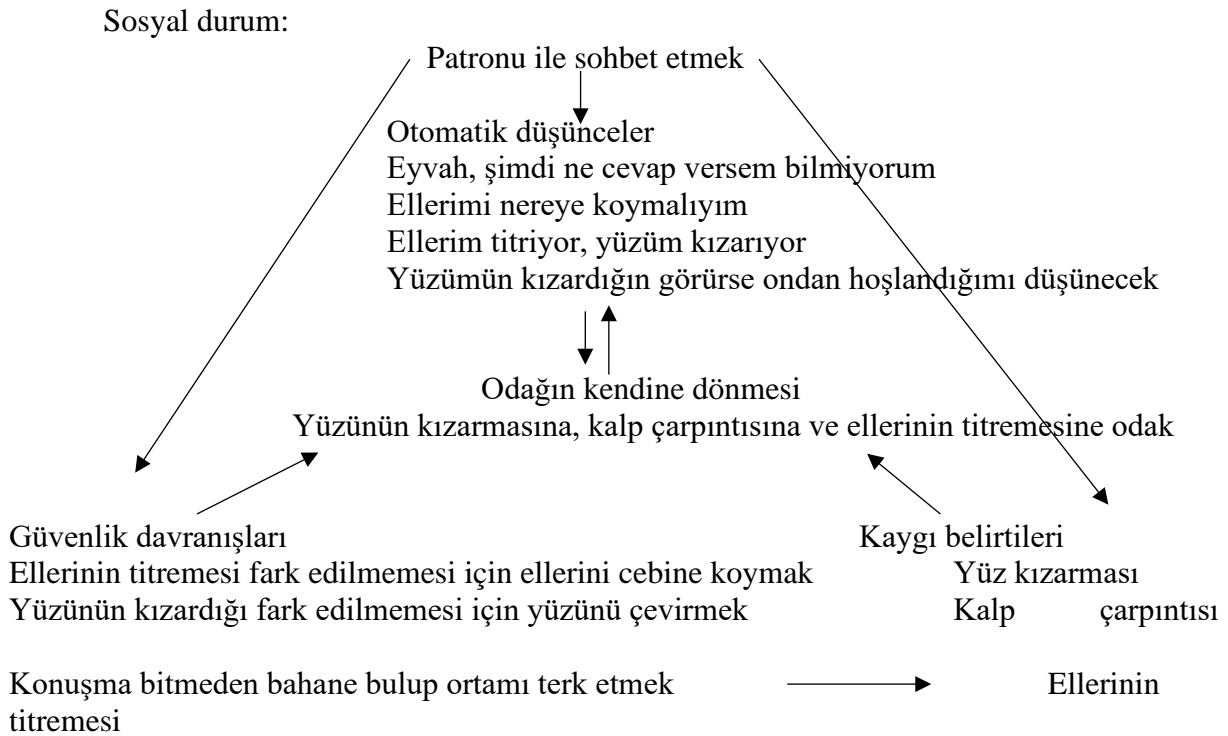 Sosyal durum:
Patronu ile sohbet etmek
Otomatik düşünceler
Eyvah, şimdi ne cevap versem bilmiyorum
Ellerimi nereye koymalıyım
Ellerim titriyor, yüzüm kızarıyor
Yüzümün kızardığın görürse ondan hoşlandığımı düşünecek
Odağın kendine dönmesi
Yüzünün kızarmasına, kalp çarpıntısına ve ellerinin titremesine odak
Güvenlik davranışları Kaygı belirtileri
Ellerinin titremesi fark edilmemesi için ellerini cebine koymak Yüz kızarması
Yüzünün kızardığı fark edilmemesi için yüzünü çevirmek Kalp çarpıntısı
Konuşma bitmeden bahane bulup ortamı terk etmek Ellerinin
titremesi